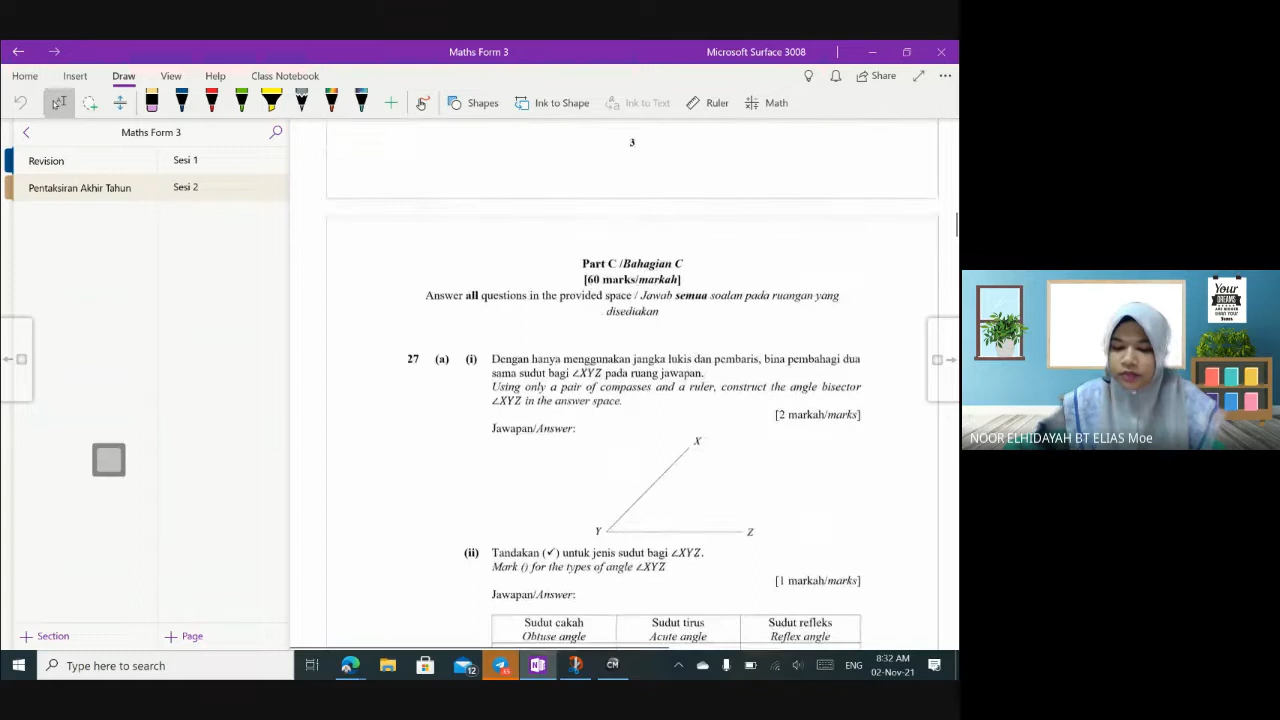 Maths Form 3
Microsoft Surface 3008
Home Insert Draw View Help Class Notebook
Share
Shapes Ink to Shape Ink to Text Ruler Math
Maths Form 3
Revision
Sesi 1
Pentaksiran Akhir Tahun
Sesi 2
3
Part C /Bahagian C
[60 marks/markah]
Answer all questions in the provided space / Jawab semua soalan pada ruangan yang
disediakan
27 (a) (i) Dengan hanya menggunakan jangka lukis dan pembaris, bina pembahagi dua
sama sudut bagi ∠XYZ pada ruang jawapan.
Using only a pair of compasses and a ruler, construct the angle bisector
∠XYZ in the answer space.
[2 markah/marks]
Jawapan/Answer:
X
Y
Z
(ii) Tandakan (✓) untuk jenis sudut bagi ∠XYZ.
Mark () for the types of angle ∠XYZ
[1 markah/marks]
Jawapan/Answer:
Sudut cakah Sudut tirus Sudut refleks
Obtuse angle Acute angle Reflex angle
Section
Page
Type here to search
12
CM
ENG
8:32 AM
02-Nov-21
Your
DREAMS
NOOR ELHIDAYAH BT ELIAS Moe